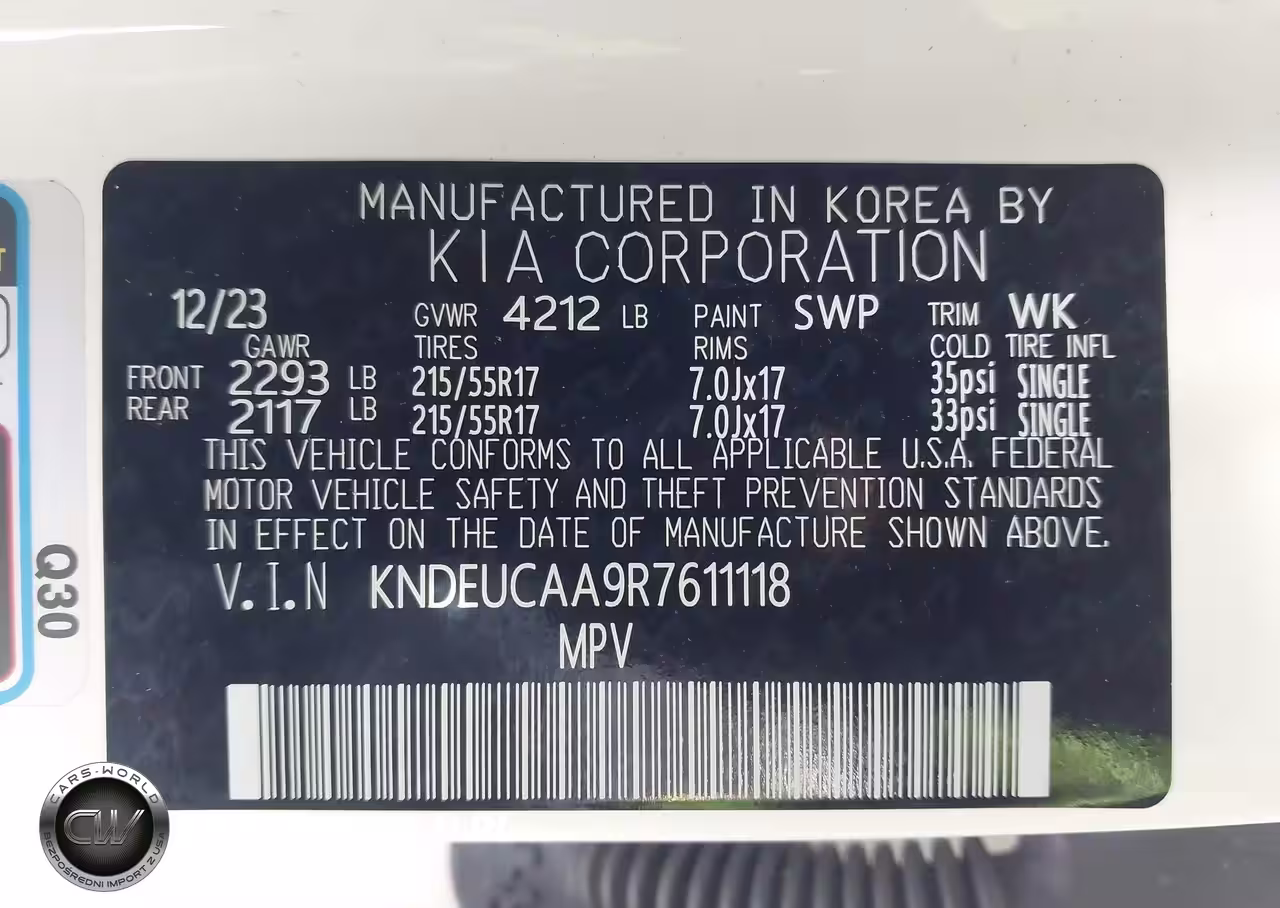 MANUFACTURED IN KOREA BY
KIA CORPORATION
12/23 GVWR 4212 LB PAINT SWP TRIM WK
GAWR TIRES RIMS COLD TIRE INFL
FRONT 2293 LB 215/55R17 7.0Jx17 35psi SINGLE
REAR 2117 LB 215/55R17 7.0Jx17 33psi SINGLE
THIS VEHICLE CONFORMS TO ALL APPLICABLE U.S.A. FEDERAL
MOTOR VEHICLE SAFETY AND THEFT PREVENTION STANDARDS
IN EFFECT ON THE DATE OF MANUFACTURE SHOWN ABOVE.
V.I.N KNDEUCAA9R7611118
MPV
Q30
CARS-WORLD
CW
BEZPOŚREDNI IMPORT Z USA